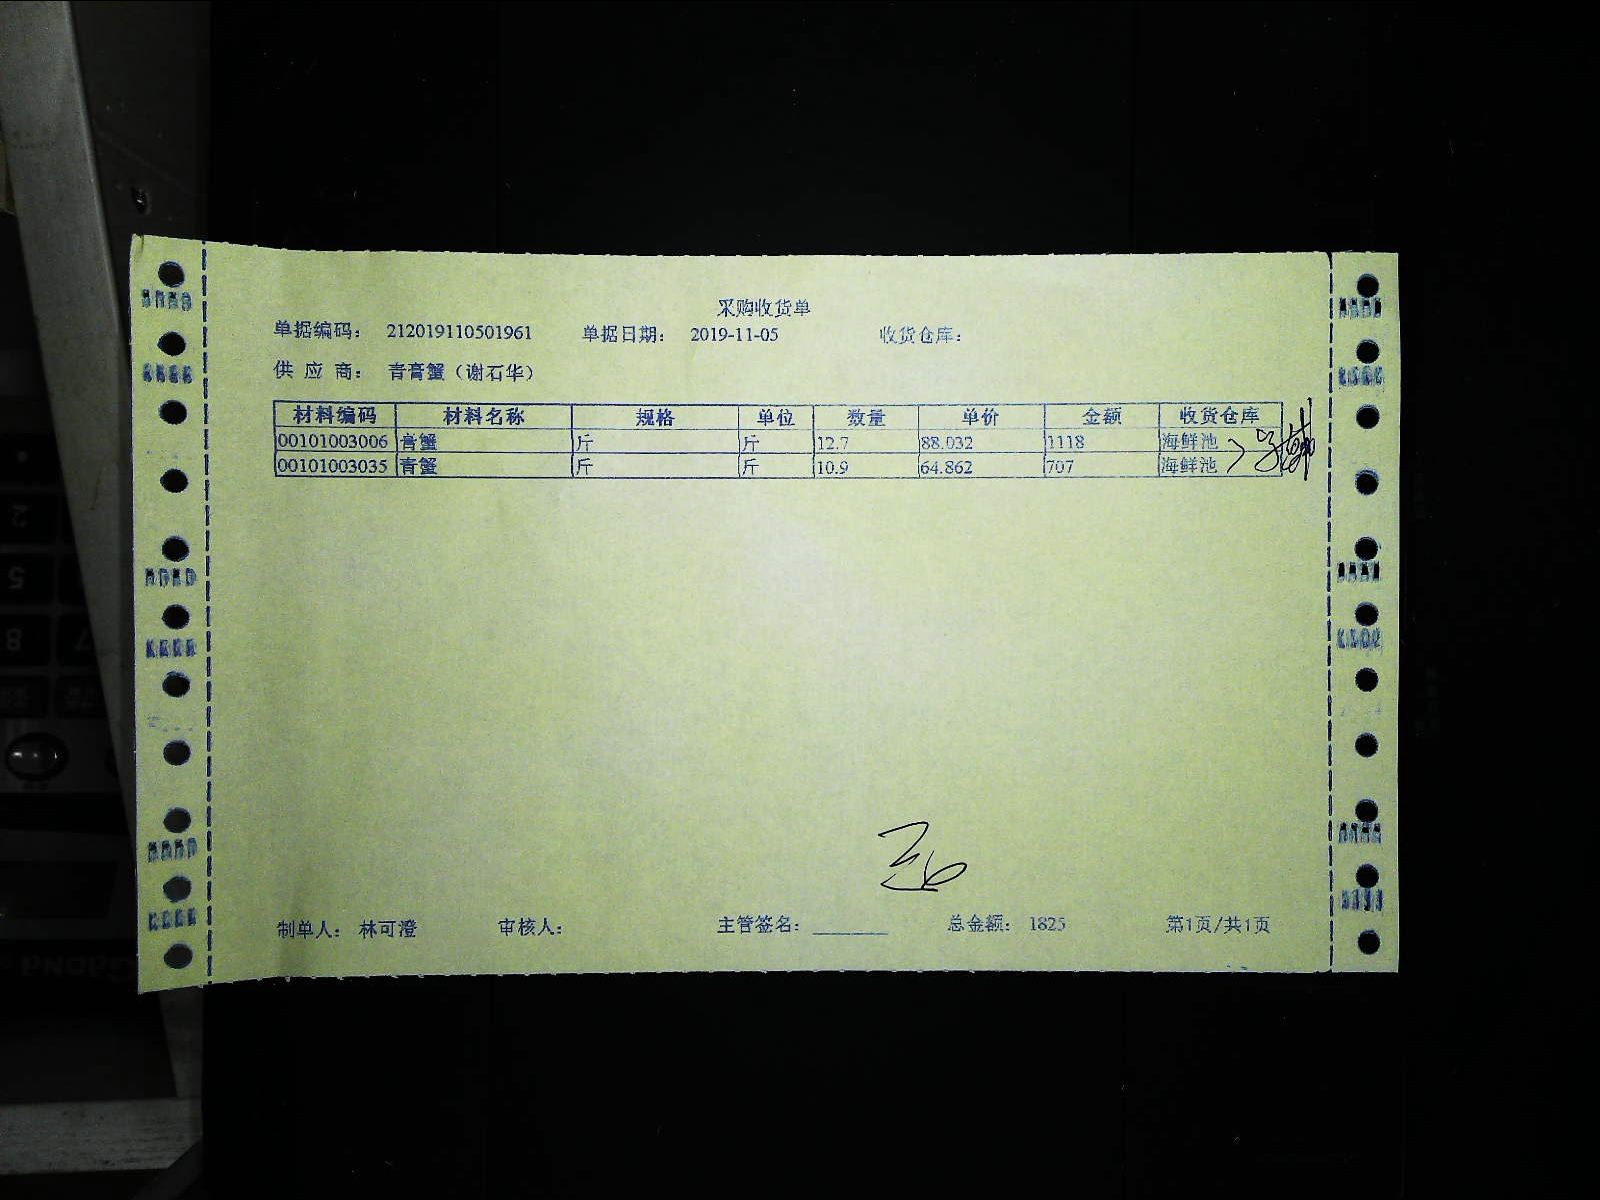 采购收货单
单据编码： 212019110501961 单据日期： 2019-11-05 收货仓库：
供 应 商： 青膏蟹（谢石华）
材料编码 材料名称 规格 单位 数量 单价 金额 收货仓库
00101003006 膏蟹 斤 斤 12.7 88.032 1118 海鲜池
00101003035 青蟹 斤 斤 10.9 64.862 707 海鲜池
制单人： 林可澄 审核人： 主管签名： ________ 总金额： 1825 第1页/共1页
2
5
8
7